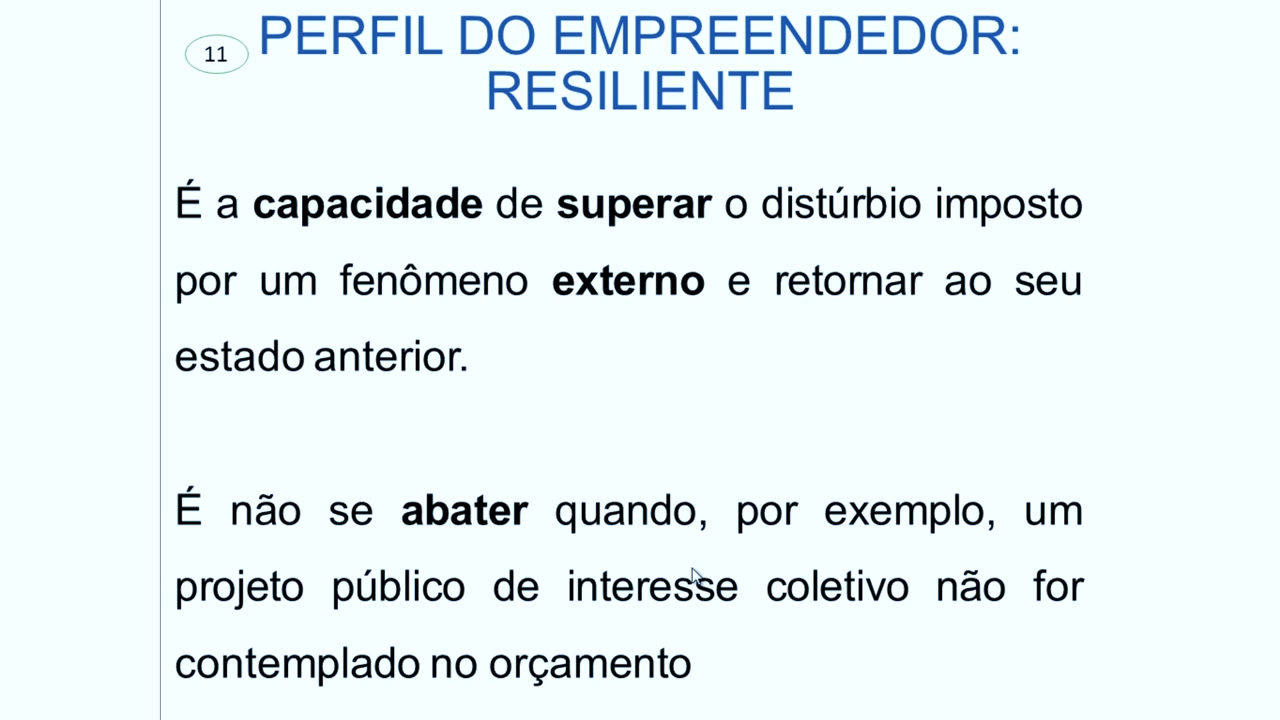 11
PERFIL DO EMPREENDEDOR:
RESILIENTE
É a capacidade de superar o distúrbio imposto
por um fenômeno externo e retornar ao seu
estado anterior.
É não se abater quando, por exemplo, um
projeto público de interesse coletivo não for
contemplado no orçamento